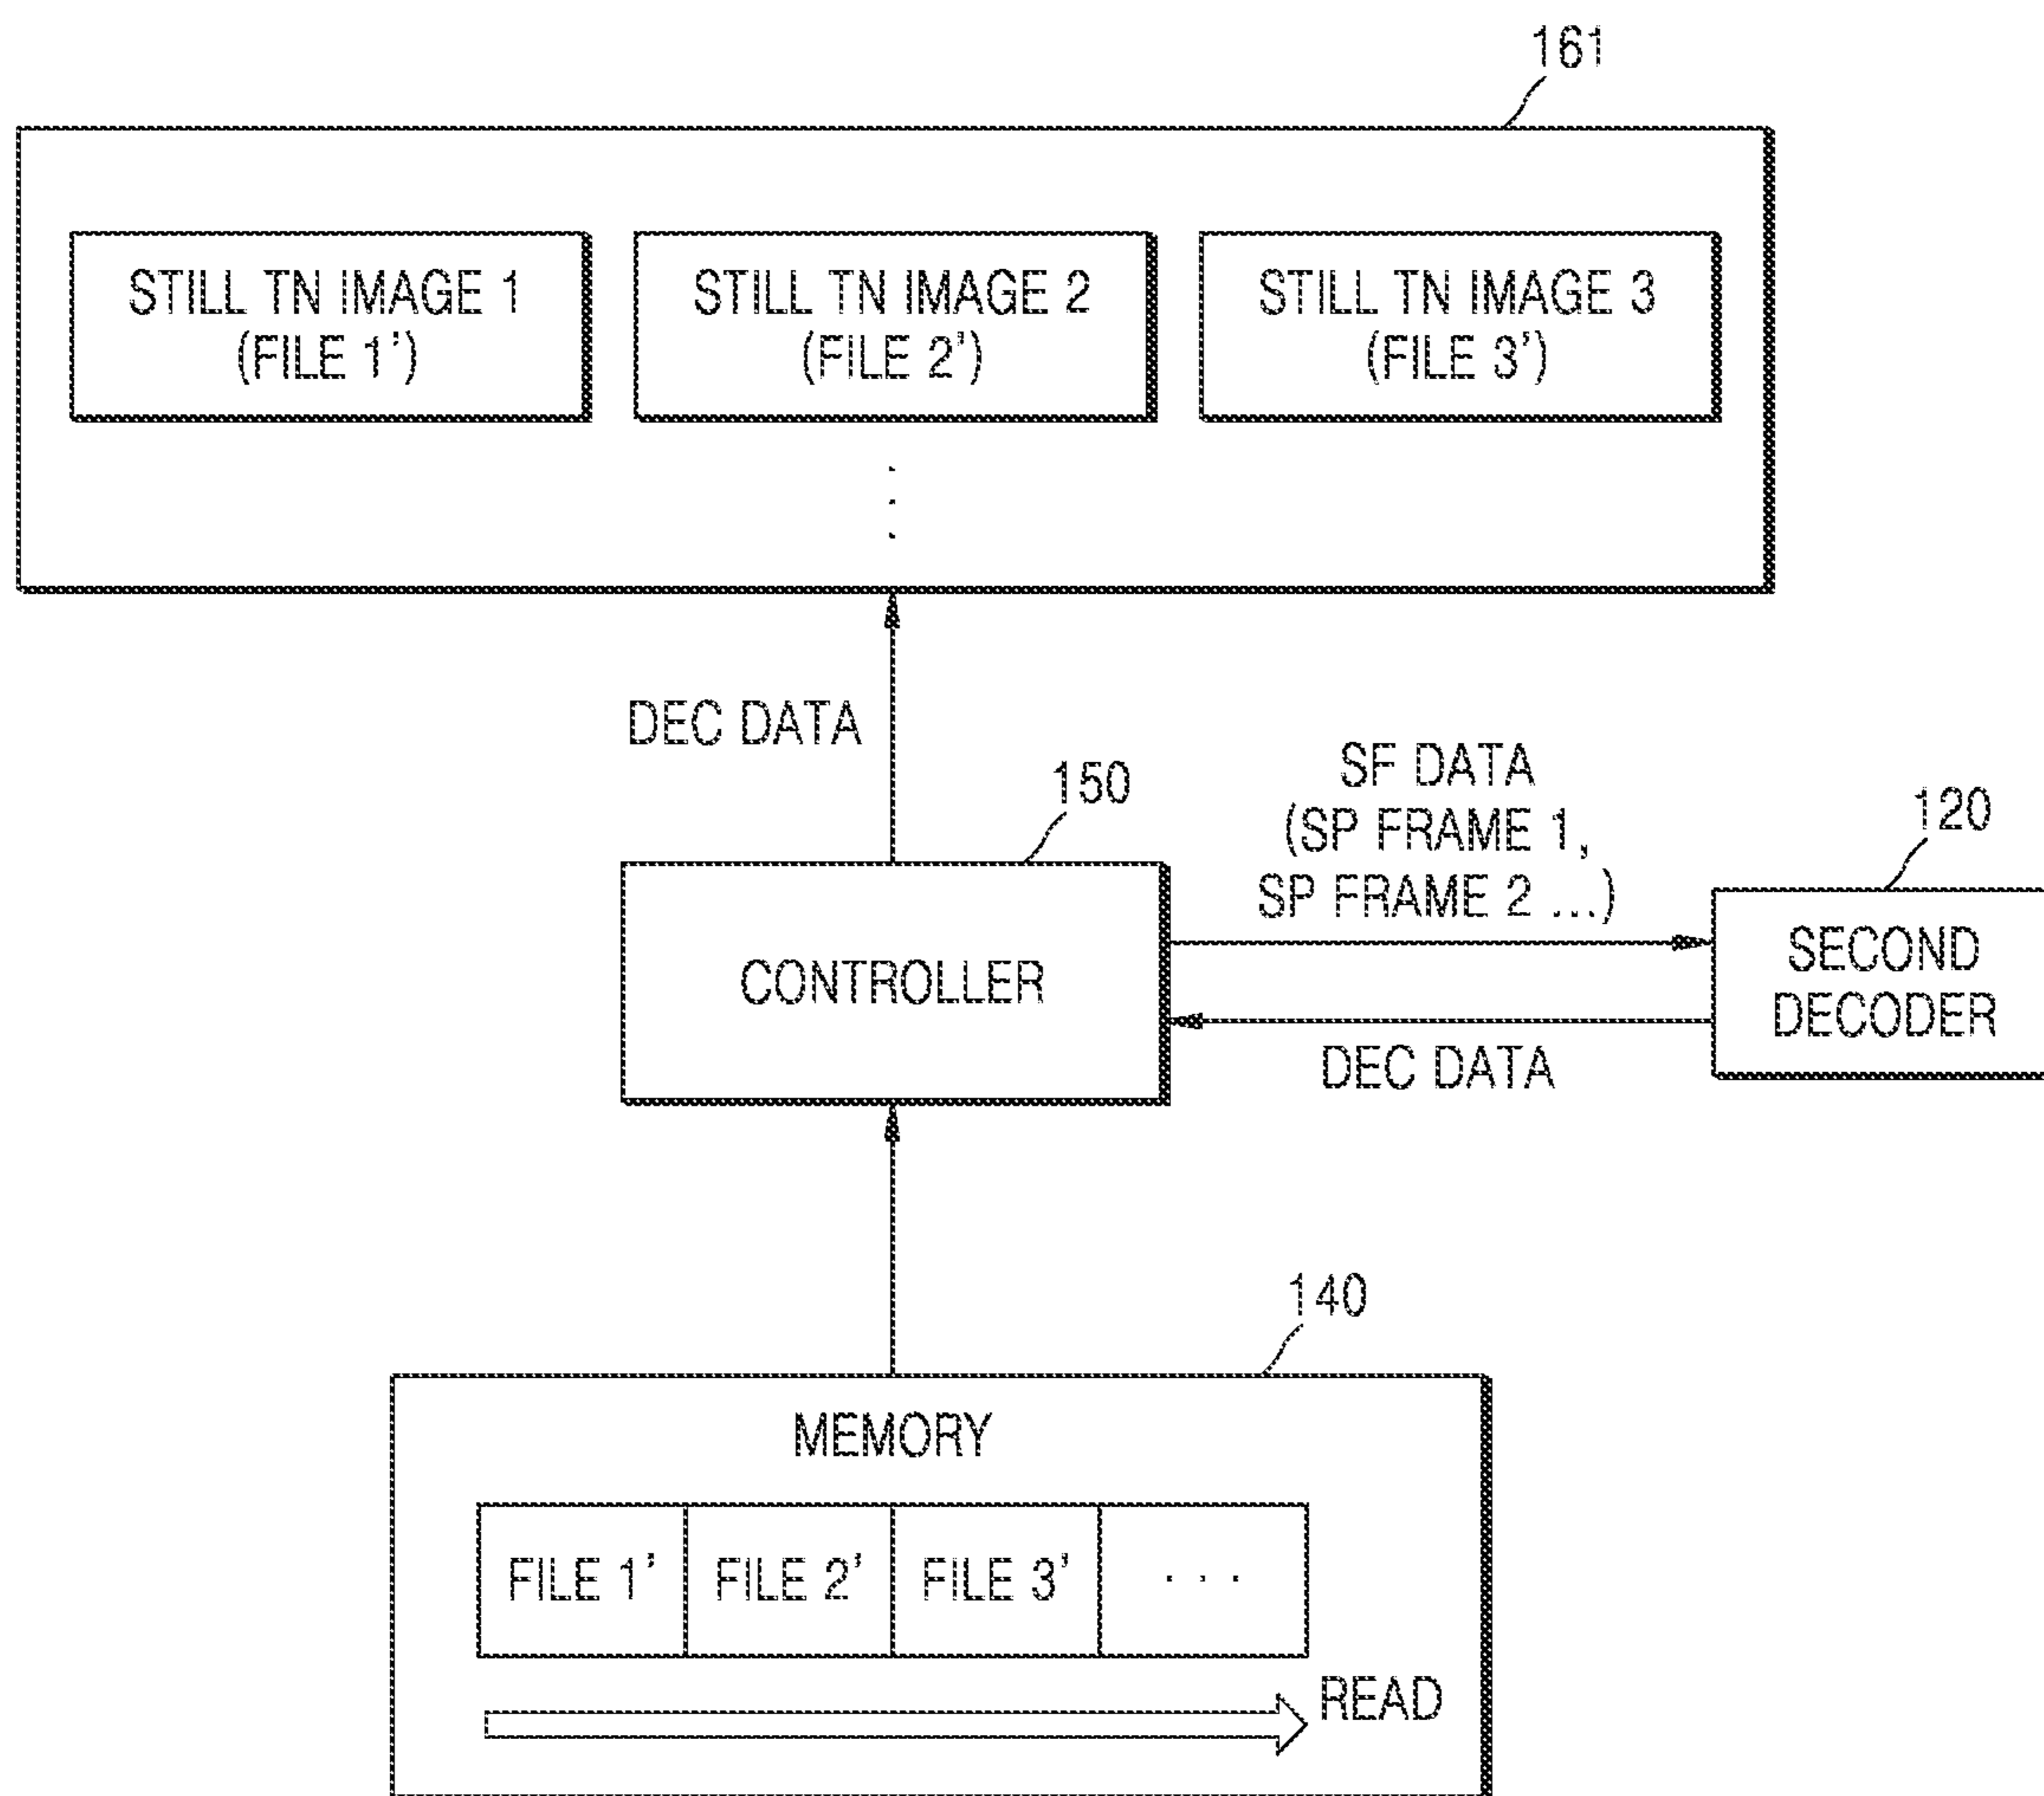 161
STILL TN IMAGE 1
(FILE 1')
STILL TN IMAGE 2
(FILE 2')
STILL TN IMAGE 3
(FILE 3')
.
.
.
DEC DATA
150
SF DATA
(SP FRAME 1,
SP FRAME 2 ...)
120
CONTROLLER
SECOND
DECODER
DEC DATA
140
MEMORY
FILE 1'
FILE 2'
FILE 3'
. . .
READ